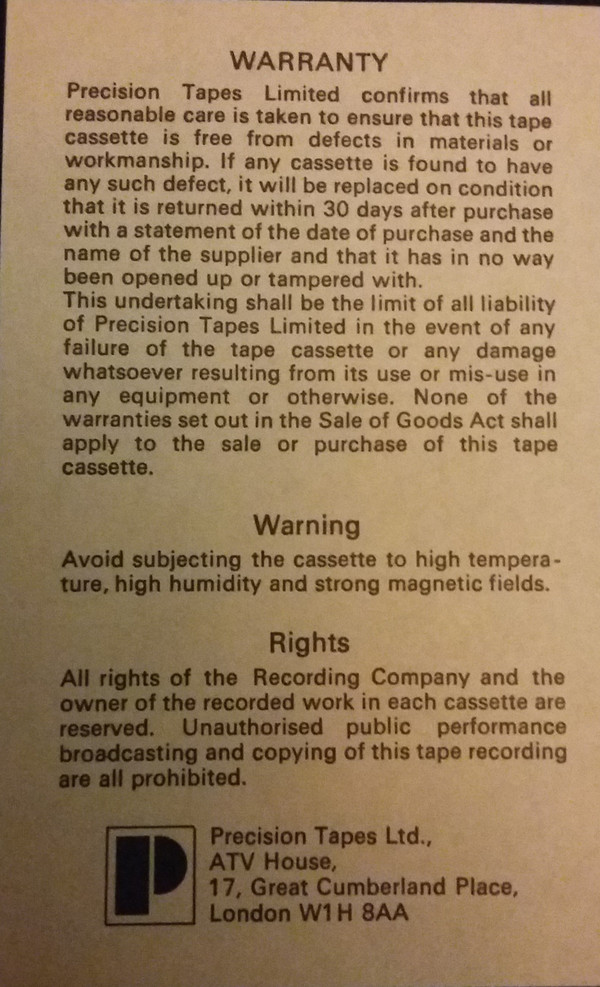 WARRANTY
Precision Tapes Limited confirms that all
reasonable care is taken to ensure that this tape
cassette is free from defects in materials or
workmanship. If any cassette is found to have
any such defect, it will be replaced on condition
that it is returned within 30 days after purchase
with a statement of the date of purchase and the
name of the supplier and that it has in no way
been opened up or tampered with.
This undertaking shall be the limit of all liability
of Precision Tapes Limited in the event of any
failure of the tape cassette or any damage
whatsoever resulting from its use or mis-use in
any equipment or otherwise. None of the
warranties set out in the Sale of Goods Act shall
apply to the sale or purchase of this tape
cassette.
Warning
Avoid subjecting the cassette to high tempera-
ture, high humidity and strong magnetic fields.
Rights
All rights of the Recording Company and the
owner of the recorded work in each cassette are
reserved. Unauthorised public performance
broadcasting and copying of this tape recording
are all prohibited.
P
Precision Tapes Ltd.,
ATV House,
17, Great Cumberland Place,
London W1H 8AA